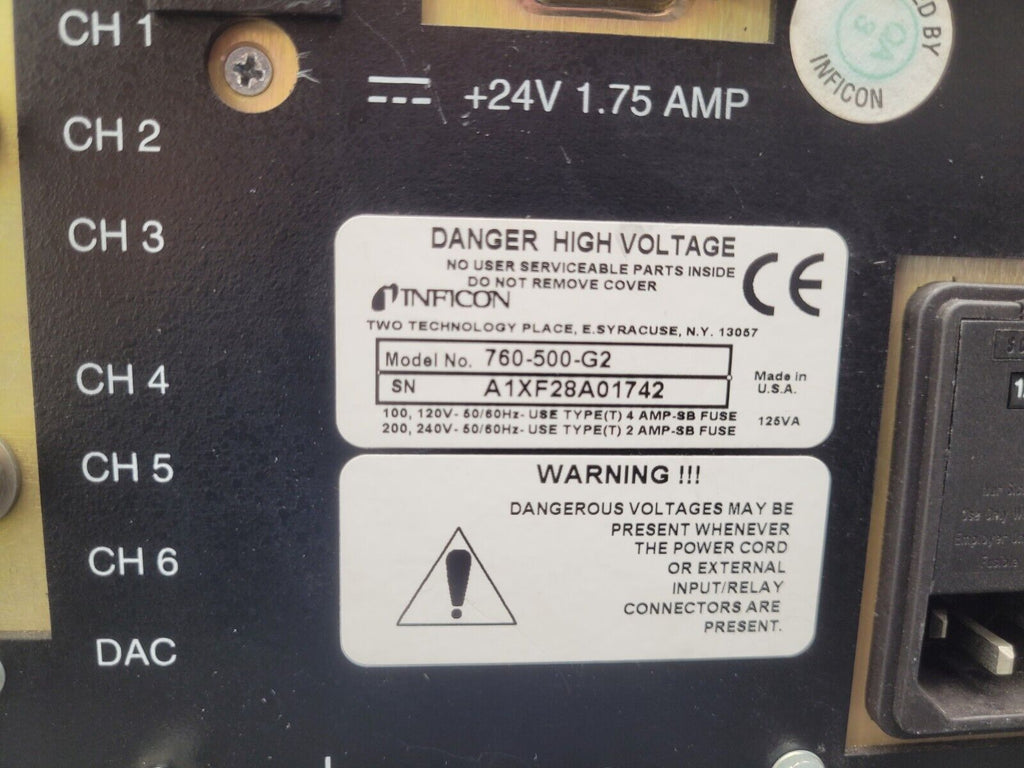 CH 1
CH 2
CH 3
CH 4
CH 5
CH 6
DAC
+24V 1.75 AMP
ED BY
INFICON
DANGER HIGH VOLTAGE
NO USER SERVICEABLE PARTS INSIDE
DO NOT REMOVE COVER
INFICON
CE
TWO TECHNOLOGY PLACE, E.SYRACUSE, N.Y. 13057
Model No. 760-500-G2
SN A1XF28A01742
Made in
U.S.A.
100, 120V- 50/60Hz- USE TYPE(T) 4 AMP-SB FUSE
200, 240V- 50/60Hz- USE TYPE(T) 2 AMP-SB FUSE
125VA
WARNING !!!
DANGEROUS VOLTAGES MAY BE
PRESENT WHENEVER
THE POWER CORD
OR EXTERNAL
INPUT/RELAY
CONNECTORS ARE
PRESENT.